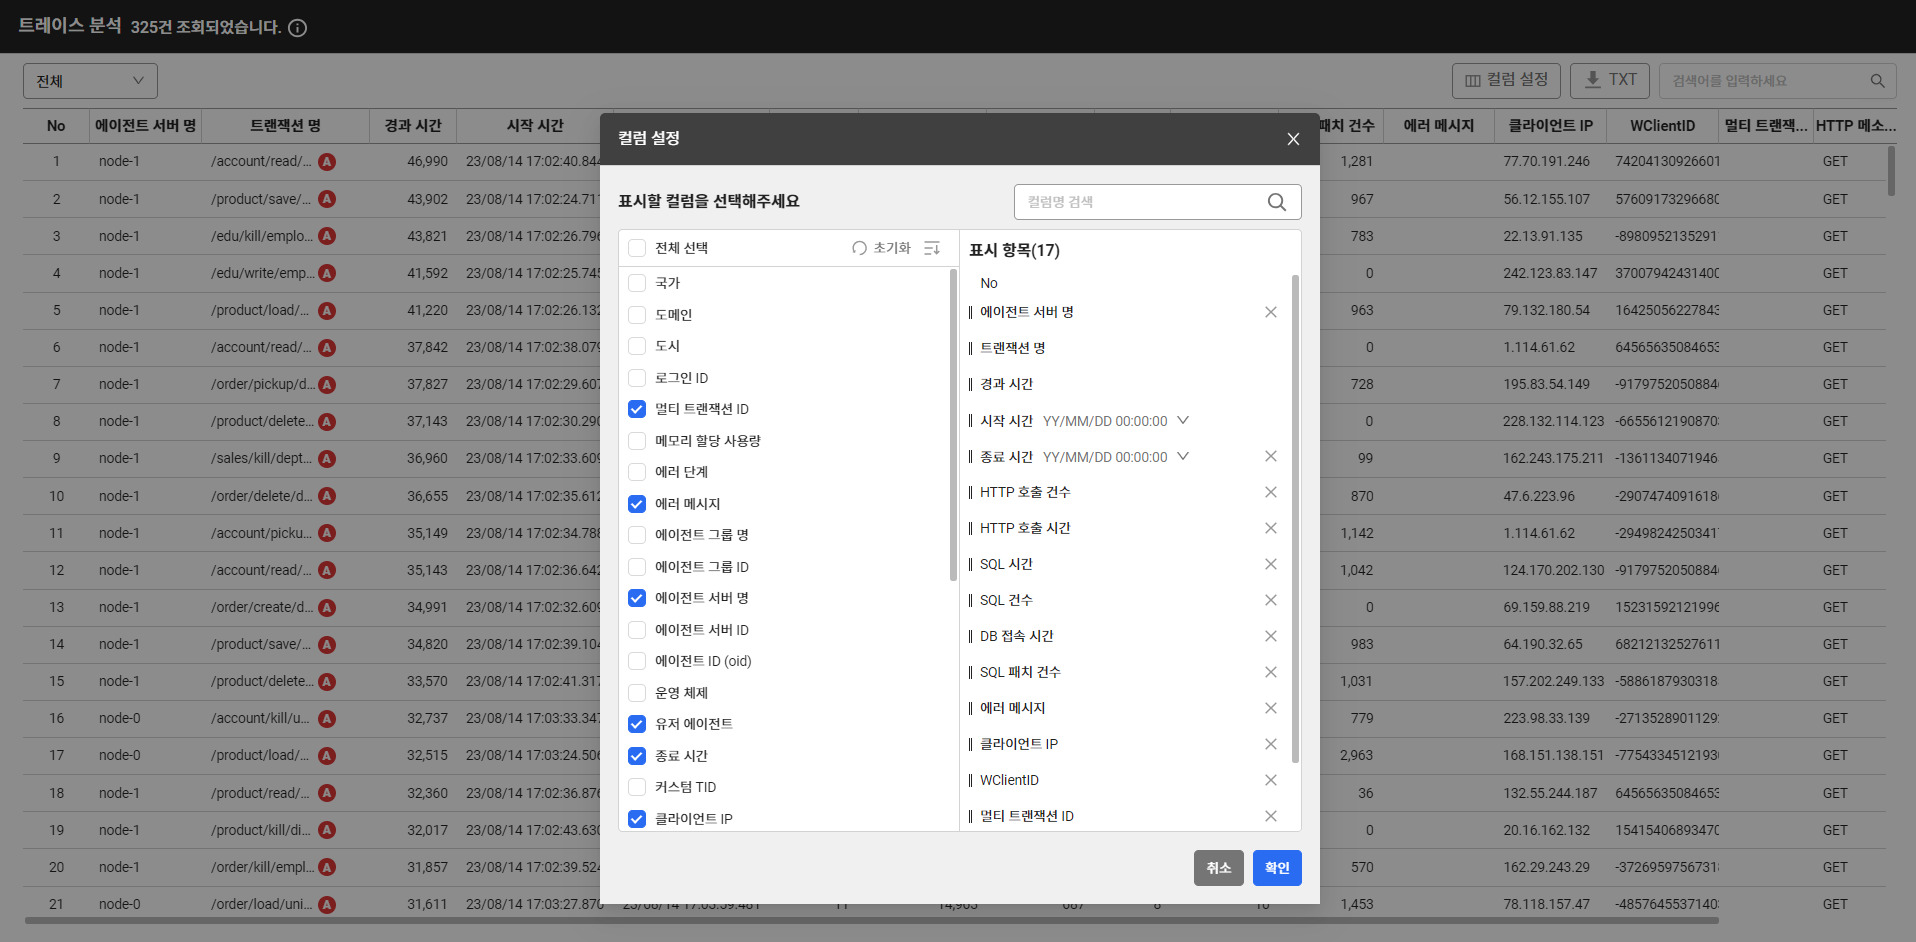 트레이스 분석 325건 조회되었습니다.
전체
컬럼 설정 TXT 검색어를 입력하세요
No 에이전트 서버 명 트랜잭션 명 경과 시간 시작 시간 패치 건수 에러 메시지 클라이언트 IP WClientID 멀티 트랜잭... HTTP 메소...
1 node-1 /account/read/... A 46,990 23/08/14 17:02:40.844 1,281 77.70.191.246 74204130926601 GET
2 node-1 /product/save/... A 43,902 23/08/14 17:02:24.711 967 56.12.155.107 57609173296680 GET
3 node-1 /edu/kill/emplo... A 43,821 23/08/14 17:02:26.796 783 22.13.91.135 -8980952135291 GET
4 node-1 /edu/write/emp... A 41,592 23/08/14 17:02:25.745 0 242.123.83.147 37007942431400 GET
5 node-1 /product/load/... A 41,220 23/08/14 17:02:26.132 963 79.132.180.54 16425056227843 GET
6 node-1 /account/read/... A 37,842 23/08/14 17:02:38.079 0 1.114.61.62 64565635084653 GET
7 node-1 /order/pickup/d... A 37,827 23/08/14 17:02:29.607 728 195.83.54.149 -9179752050884 GET
8 node-1 /product/delete... A 37,143 23/08/14 17:02:30.290 0 228.132.114.123 -6655612190870 GET
9 node-1 /sales/kill/dept... A 36,960 23/08/14 17:02:33.609 99 162.243.175.211 -1361134071946 GET
10 node-1 /order/delete/d... A 36,655 23/08/14 17:02:35.612 870 47.6.223.96 -2907474091618 GET
11 node-1 /account/picku... A 35,149 23/08/14 17:02:34.788 1,142 1.114.61.62 -2949824250341 GET
12 node-1 /account/read/... A 35,143 23/08/14 17:02:36.642 1,042 124.170.202.130 -9179752050884 GET
13 node-1 /order/create/d... A 34,991 23/08/14 17:02:32.609 0 69.159.88.219 15231592121996 GET
14 node-1 /product/save/... A 34,820 23/08/14 17:02:39.104 983 64.190.32.65 68212132527611 GET
15 node-1 /product/delete... A 33,570 23/08/14 17:02:41.317 1,031 157.202.249.133 -5886187930318 GET
16 node-0 /account/kill/u... A 32,737 23/08/14 17:03:33.347 779 223.98.33.139 -2713528901129 GET
17 node-0 /product/load/... A 32,515 23/08/14 17:03:24.506 2,963 168.151.138.151 -7754334512193 GET
18 node-1 /product/read/... A 32,360 23/08/14 17:02:36.876 36 132.55.244.187 64565635084653 GET
19 node-1 /product/kill/di... A 32,017 23/08/14 17:02:43.630 0 20.16.162.132 15415406893470 GET
20 node-1 /order/kill/empl... A 31,857 23/08/14 17:02:39.524 570 162.29.243.29 -3726959756731 GET
21 node-0 /order/load/uni... A 31,611 23/08/14 17:03:27.870 23/08/14 17:03:59.481 11 14,905 687 8 10 1,453 78.118.157.47 -4857645537140 GET
컬럼 설정
표시할 컬럼을 선택해주세요 컬럼명 검색
전체 선택 초기화
국가
도메인
도시
로그인 ID
멀티 트랜잭션 ID
메모리 할당 사용량
에러 단계
에러 메시지
에이전트 그룹 명
에이전트 그룹 ID
에이전트 서버 명
에이전트 서버 ID
에이전트 ID (oid)
운영 체제
유저 에이전트
종료 시간
커스텀 TID
클라이언트 IP
표시 항목(17)
No
에이전트 서버 명
트랜잭션 명
경과 시간
시작 시간 YY/MM/DD 00:00:00
종료 시간 YY/MM/DD 00:00:00
HTTP 호출 건수
HTTP 호출 시간
SQL 시간
SQL 건수
DB 접속 시간
SQL 패치 건수
에러 메시지
클라이언트 IP
WClientID
멀티 트랜잭션 ID
취소 확인